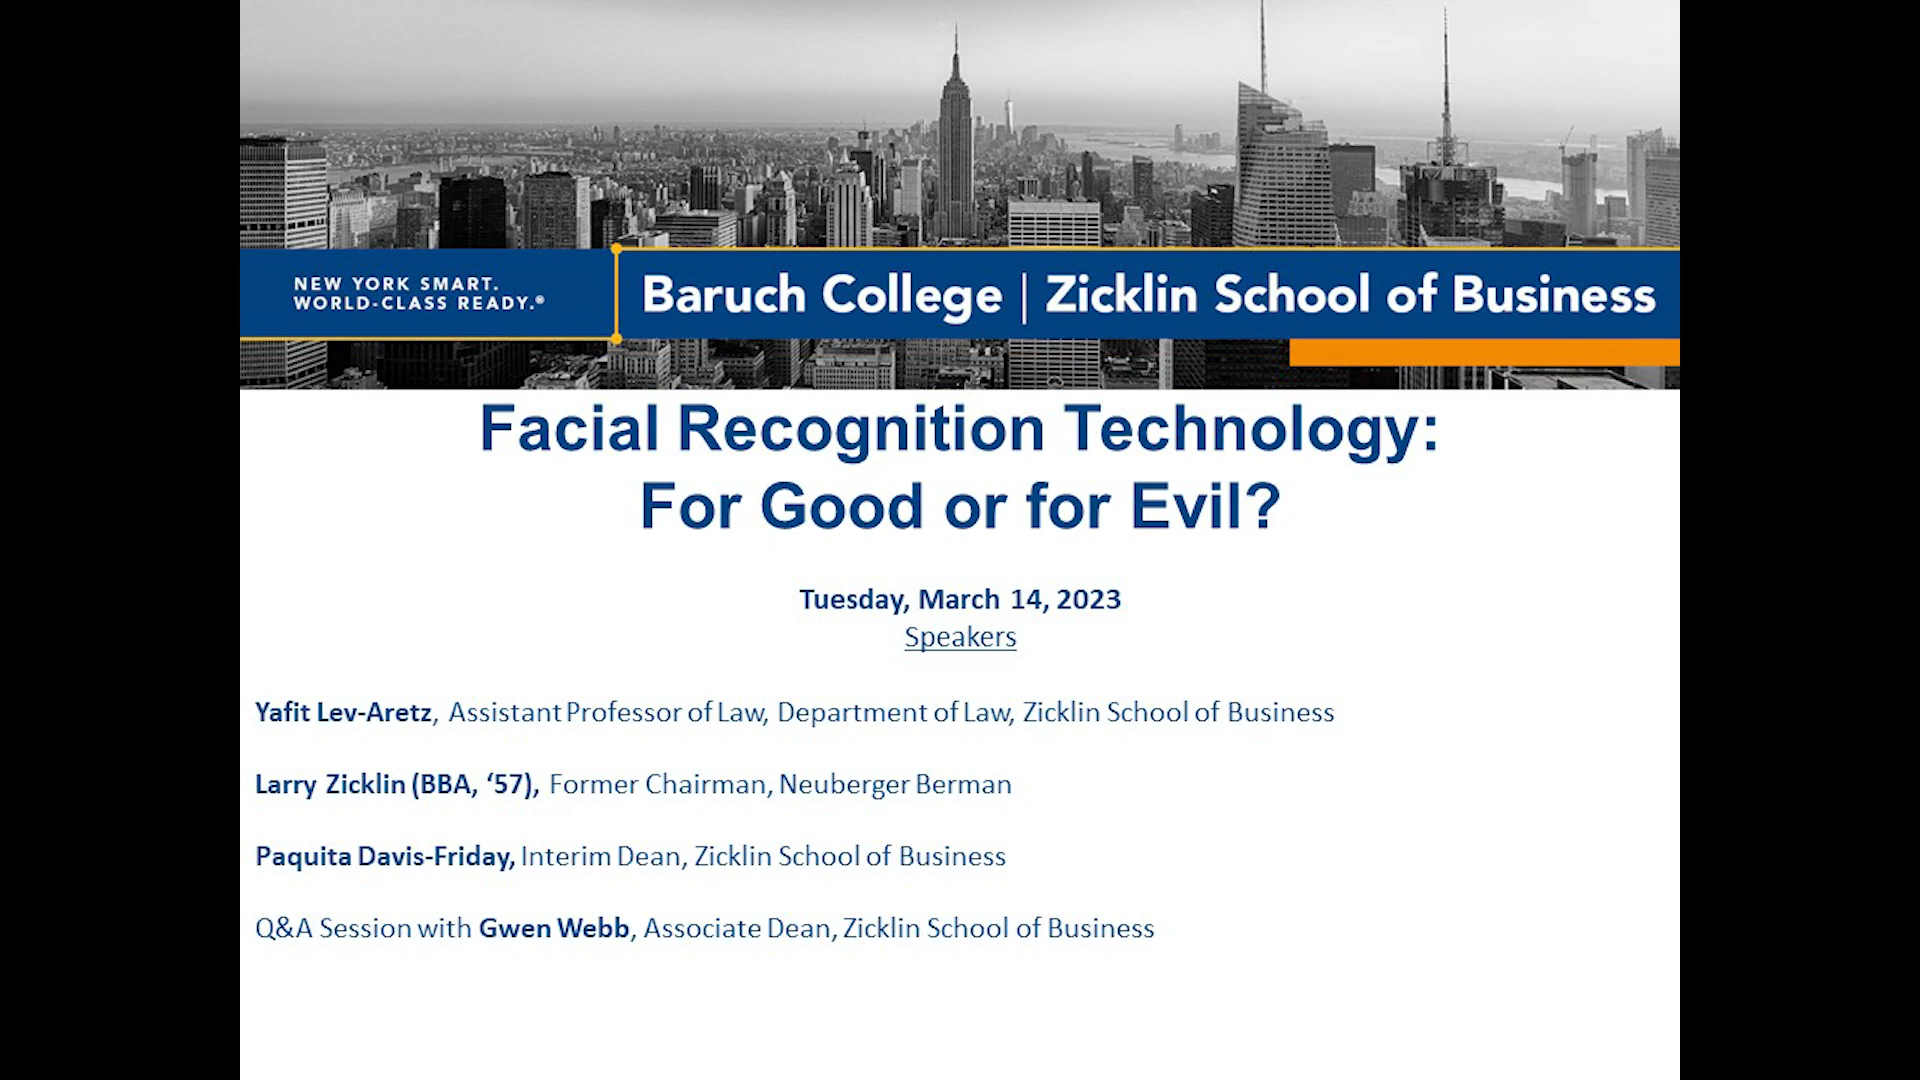 NEW YORK SMART.
WORLD-CLASS READY.®
Baruch College | Zicklin School of Business
Facial Recognition Technology:
For Good or for Evil?
Tuesday, March 14, 2023
Speakers
Yafit Lev-Aretz, Assistant Professor of Law, Department of Law, Zicklin School of Business
Larry Zicklin (BBA, ‘57), Former Chairman, Neuberger Berman
Paquita Davis-Friday, Interim Dean, Zicklin School of Business
Q&A Session with Gwen Webb, Associate Dean, Zicklin School of Business